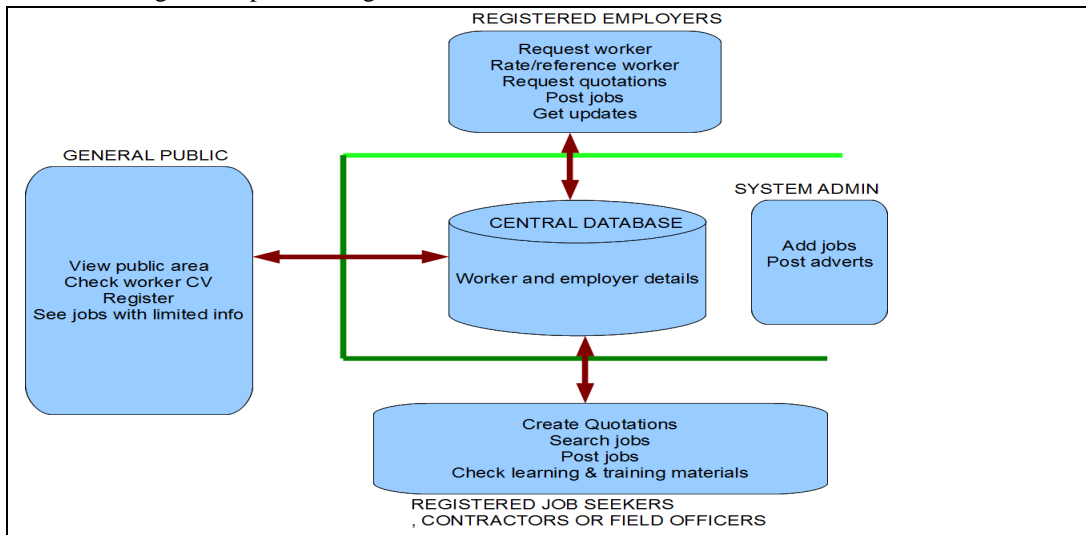 REGISTERED EMPLOYERS
Request worker
Rate/reference worker
Request quotations
Post jobs
Get updates
GENERAL PUBLIC
View public area
Check worker CV
Register
See jobs with limited info
CENTRAL DATABASE
Worker and employer details
SYSTEM ADMIN
Add jobs
Post adverts
Create Quotations
Search jobs
Post jobs
Check learning & training materials
REGISTERED JOB SEEKERS
, CONTRACTORS OR FIELD OFFICERS